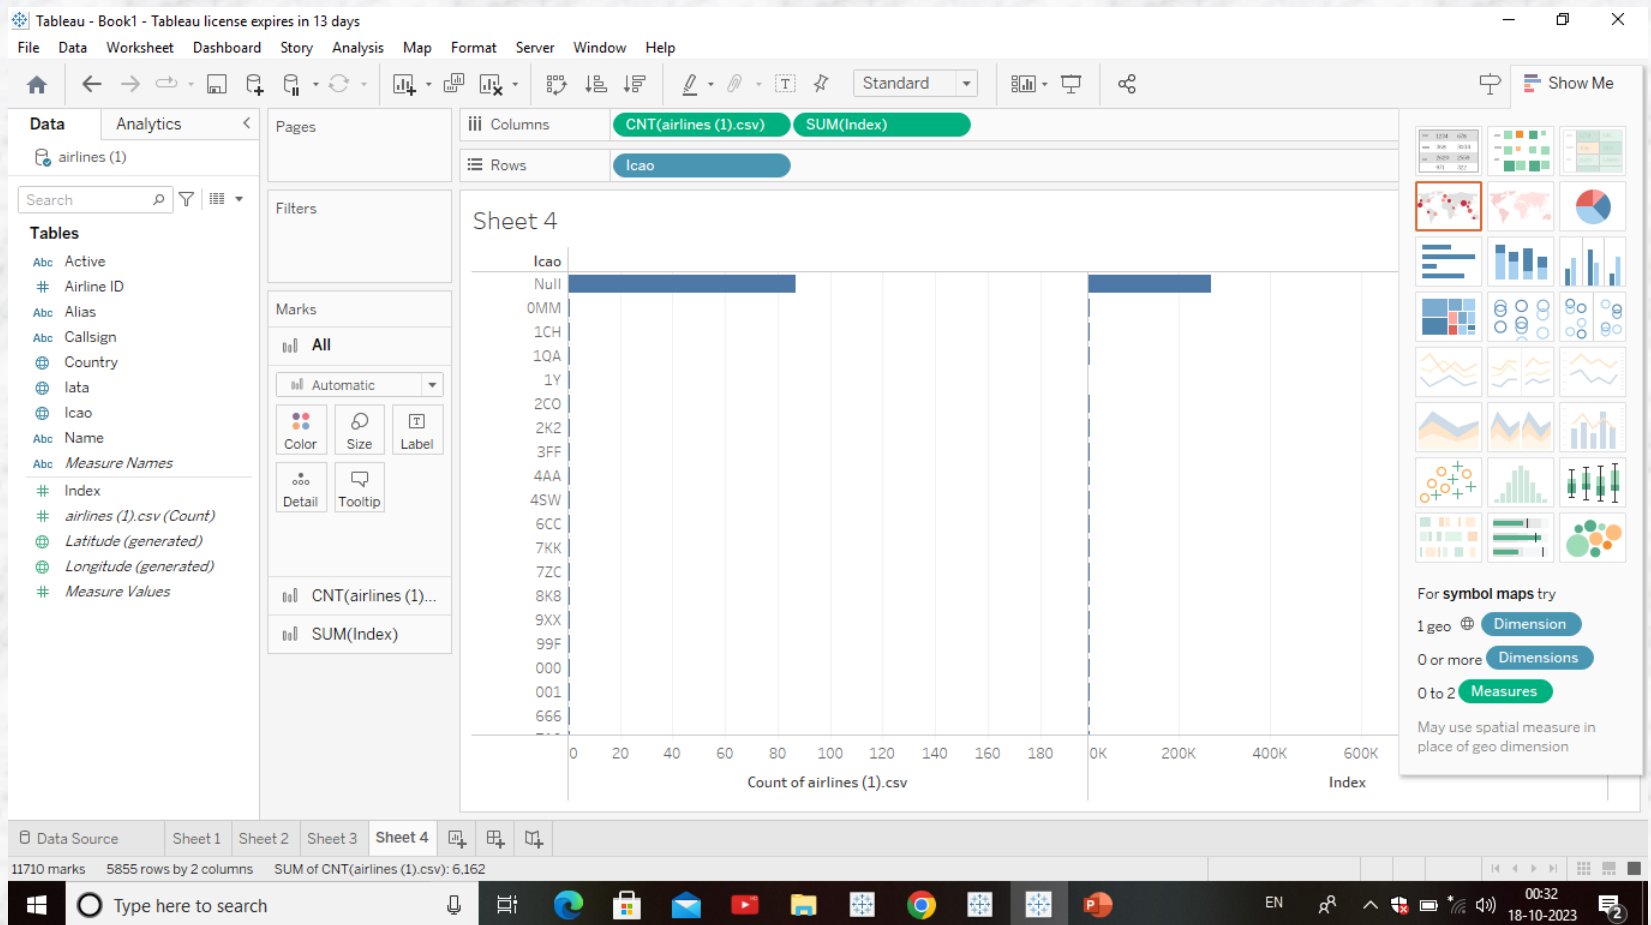 Tableau - Book1 - Tableau license expires in 13 days
File Data Worksheet Dashboard Story Analysis Map Format Server Window Help
Standard
Show Me
Data Analytics
airlines (1)
Search
Tables
Abc Active
# Airline ID
Abc Alias
Abc Callsign
Country
Iata
Icao
Abc Name
Abc Measure Names
# Index
# airlines (1).csv (Count)
Latitude (generated)
Longitude (generated)
# Measure Values
Pages
Filters
Marks
All
Automatic
Color Size Label
Detail Tooltip
CNT(airlines (1)...
SUM(Index)
Columns CNT(airlines (1).csv) SUM(Index)
Rows Icao
Sheet 4
Icao
Null
0MM
1CH
1QA
1Y
2CO
2K2
3FF
4AA
4SW
6CC
7KK
7ZC
8K8
9XX
99F
000
001
666
0 20 40 60 80 100 120 140 160 180 0K 200K 400K 600K
Count of airlines (1).csv Index
For symbol maps try
1 geo Dimension
0 or more Dimensions
0 to 2 Measures
May use spatial measure in
place of geo dimension
Data Source Sheet 1 Sheet 2 Sheet 3 Sheet 4
11710 marks 5855 rows by 2 columns SUM of CNT(airlines (1).csv): 6,162
Type here to search
EN
00:32
18-10-2023
2